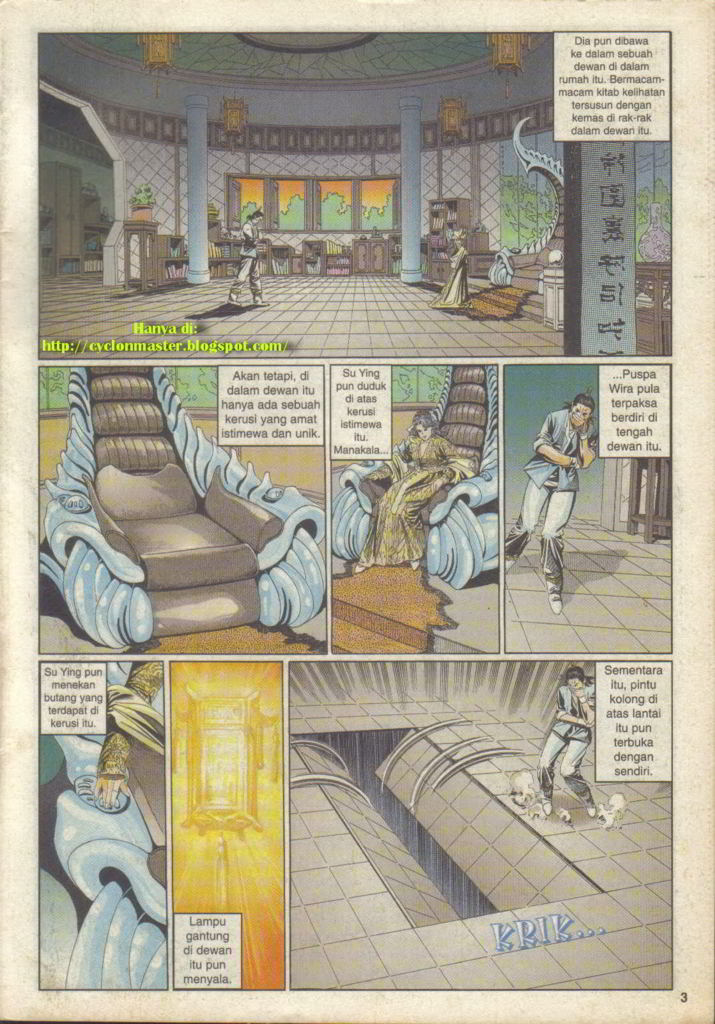 Dia pun dibawa
ke dalam sebuah
dewan di dalam
rumah itu. Bermacam-
macam kitab kelihatan
tersusun dengan
kemas di rak-rak
dalam dewan itu.
Hanya di:
http://cyclonmaster.blogspot.com/
Akan tetapi, di
dalam dewan itu
hanya ada sebuah
kerusi yang amat
istimewa dan unik.
Su Ying
pun duduk
di atas
kerusi
istimewa
itu.
Manakala...
...Puspa
Wira pula
terpaksa
berdiri di
tengah
dewan itu.
Su Ying pun
menekan
butang yang
terdapat di
kerusi itu.
Lampu
gantung
di dewan
itu pun
menyala.
Sementara
itu, pintu
kolong di
atas lantai
itu pun
terbuka
dengan
sendiri.
KRIK...
3